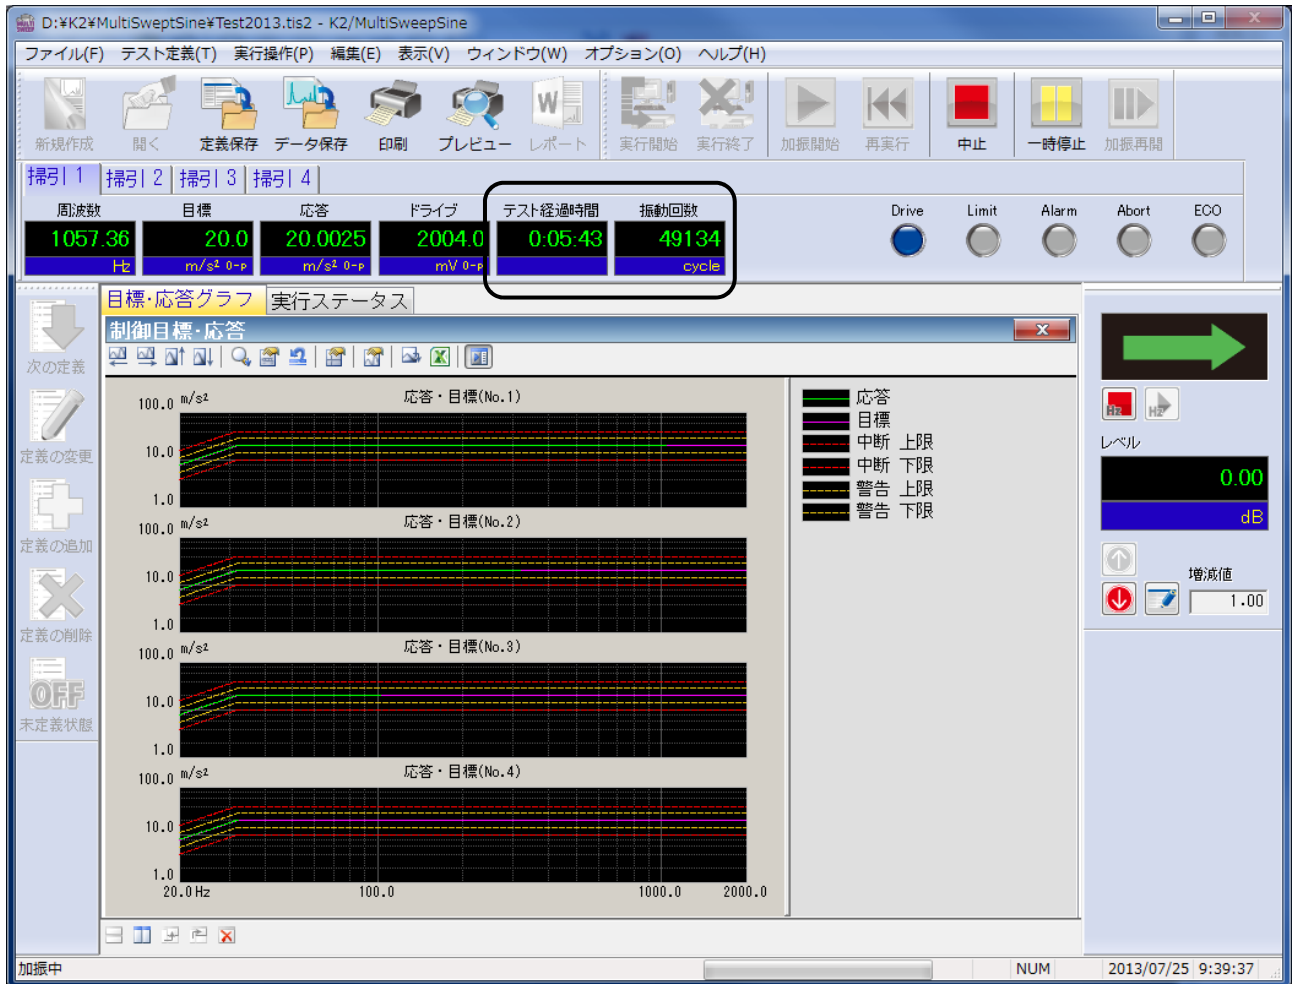 D:¥K2¥MultiSweptSine¥Test2013.tis2 - K2/MultiSweepSine
ファイル(F) テスト定義(T) 実行操作(P) 編集(E) 表示(V) ウィンドウ(W) オプション(O) ヘルプ(H)
新規作成 開く 定義保存 データ保存 印刷 プレビュー レポート 実行開始 実行終了 加振開始 再実行 中止 一時停止 加振再開
掃引 1 掃引 2 掃引 3 掃引 4
周波数 目標 応答 ドライブ テスト経過時間 振動回数 Drive Limit Alarm Abort ECO
1057.36 20.0 20.0025 2004.0 0:05:43 49134
Hz m/s² 0-P m/s² 0-P mV 0-P cycle
目標・応答グラフ 実行ステータス
制御目標・応答
次の定義
定義の変更
定義の追加
定義の削除
OFF
未定義状態
応答・目標(No.1)
100.0 m/s²
10.0
1.0
応答・目標(No.2)
100.0 m/s²
10.0
1.0
応答・目標(No.3)
100.0 m/s²
10.0
1.0
応答・目標(No.4)
100.0 m/s²
10.0
1.0
20.0Hz 100.0 1000.0 2000.0
応答
目標
中断 上限
中断 下限
警告 上限
警告 下限
Hz Hz
レベル
0.00
dB
増減値
1.00
加振中 NUM 2013/07/25 9:39:37